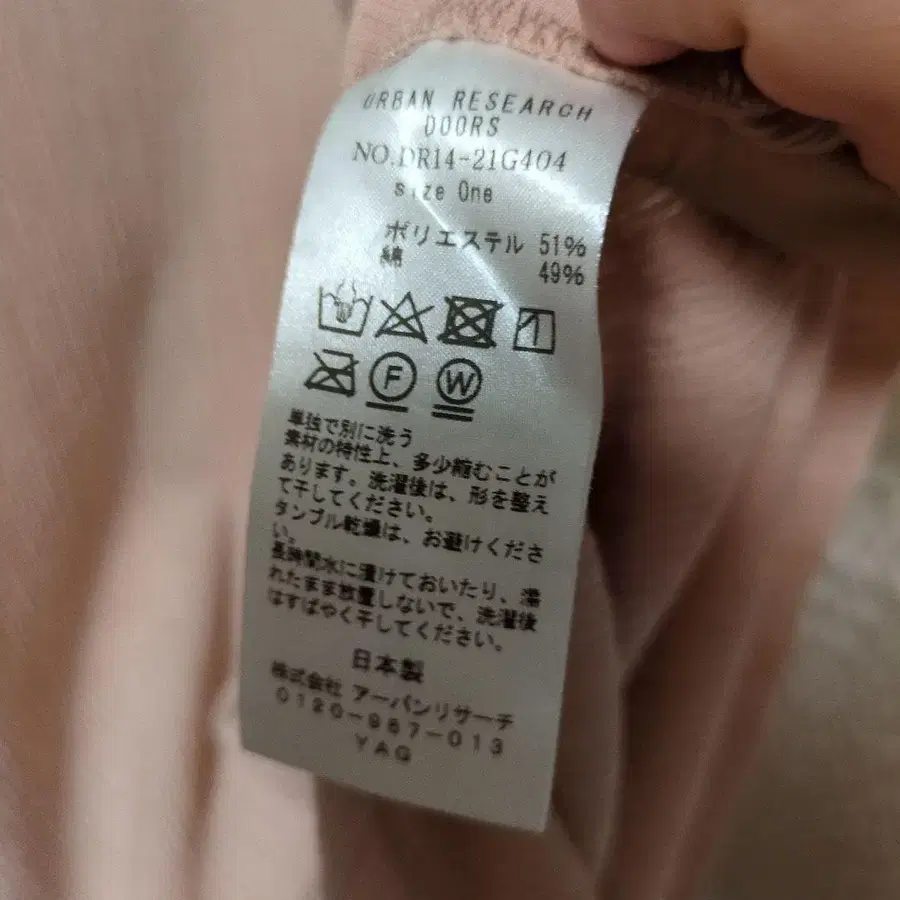 URBAN RESEARCH
DOORS
NO.DR14-21G404
size One
ポリエステル 51%
綿 49%
F W
単独で別に洗う
素材の特性上、多少縮むことが
あります。洗濯後は、形を整え
て干してください。
タンブル乾燥は、お避けくださ
い。
長時間水に漬けておいたり、濡
れたまま放置しないで、洗濯後
はすばやく干してください。
日本製
株式会社 アーバンリサーチ
0120-967-013
YAG